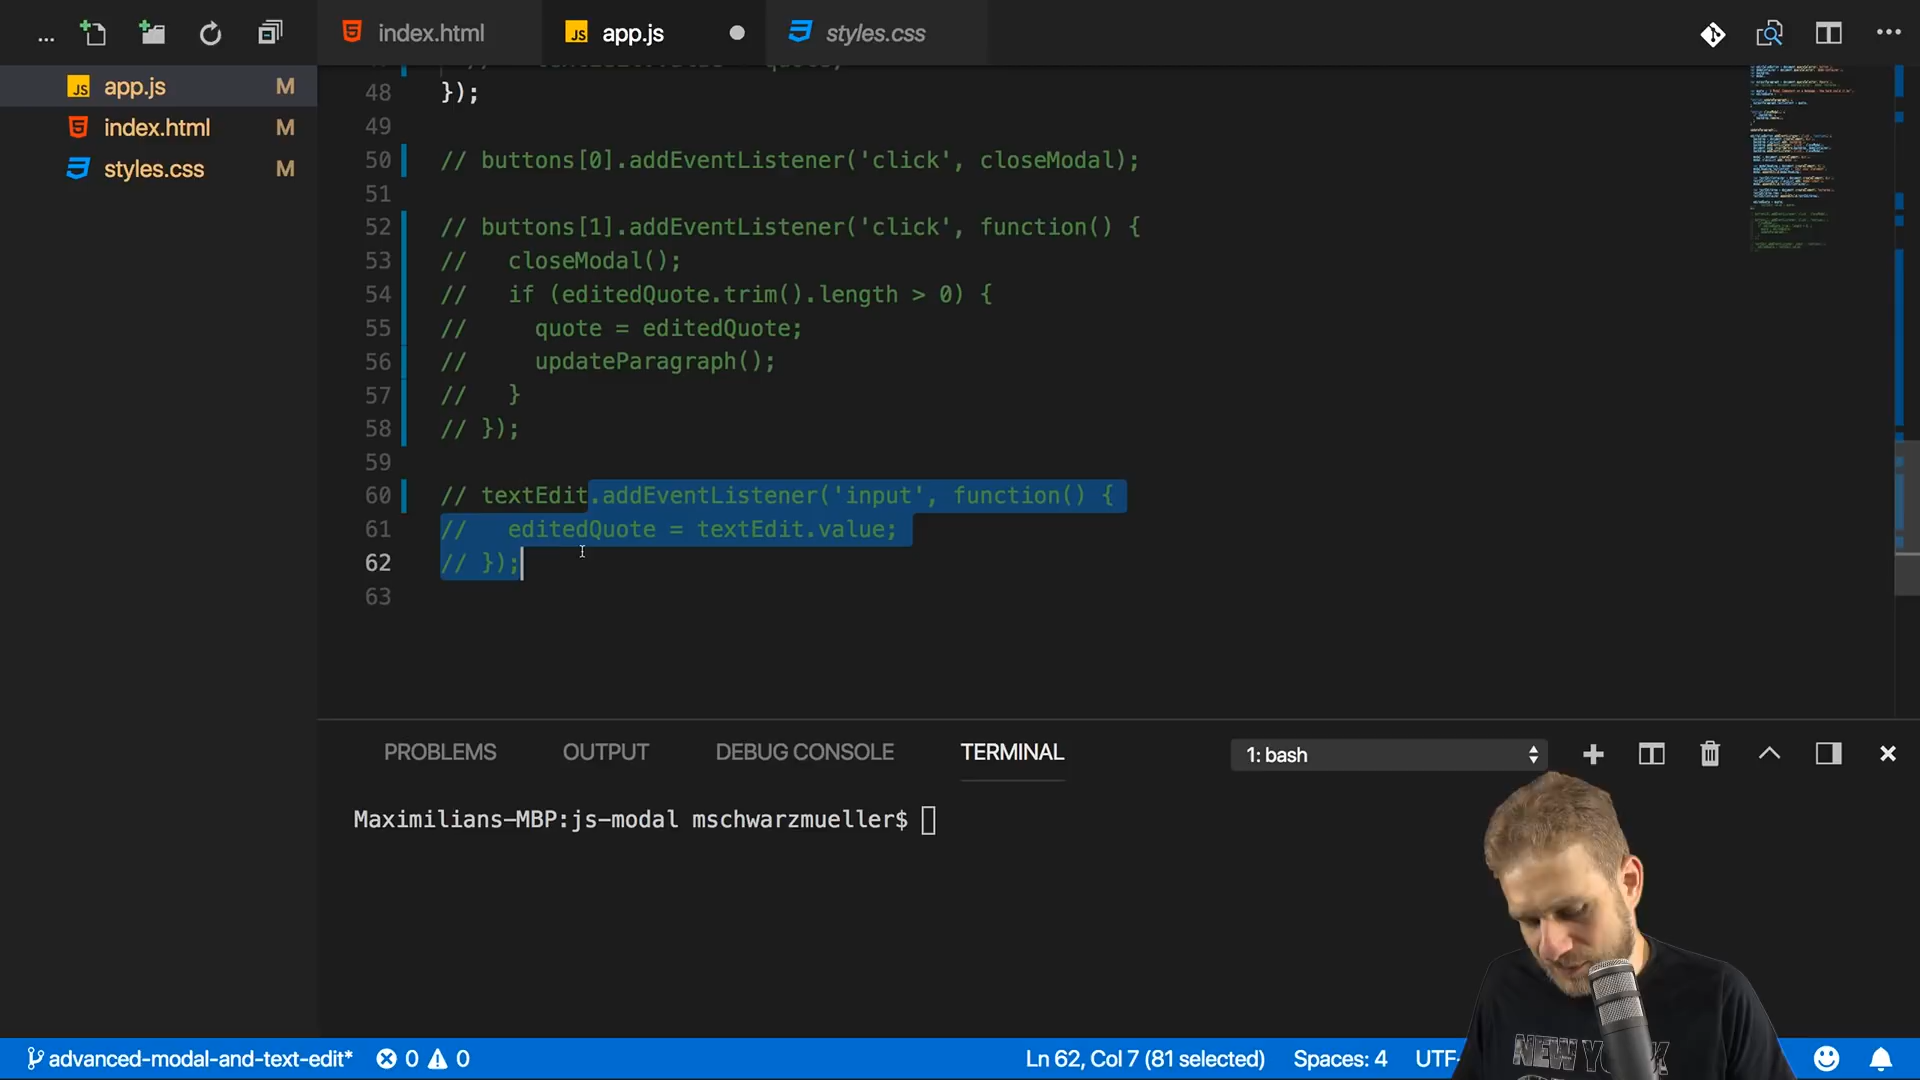 ...
index.html
app.js
styles.css
app.js M
index.html M
styles.css M
48 });
49
50 // buttons[0].addEventListener('click', closeModal);
51
52 // buttons[1].addEventListener('click', function() {
53 //   closeModal();
54 //   if (editedQuote.trim().length > 0) {
55 //     quote = editedQuote;
56 //     updateParagraph();
57 //   }
58 // });
59
60 // textEdit.addEventListener('input', function() {
61 //   editedQuote = textEdit.value;
62 // });
63
PROBLEMS OUTPUT DEBUG CONSOLE TERMINAL 1: bash
Maximilians-MBP:js-modal mschwarzmueller$
advanced-modal-and-text-edit* 0 0 Ln 62, Col 7 (81 selected) Spaces: 4 UTF-
NEW YORK